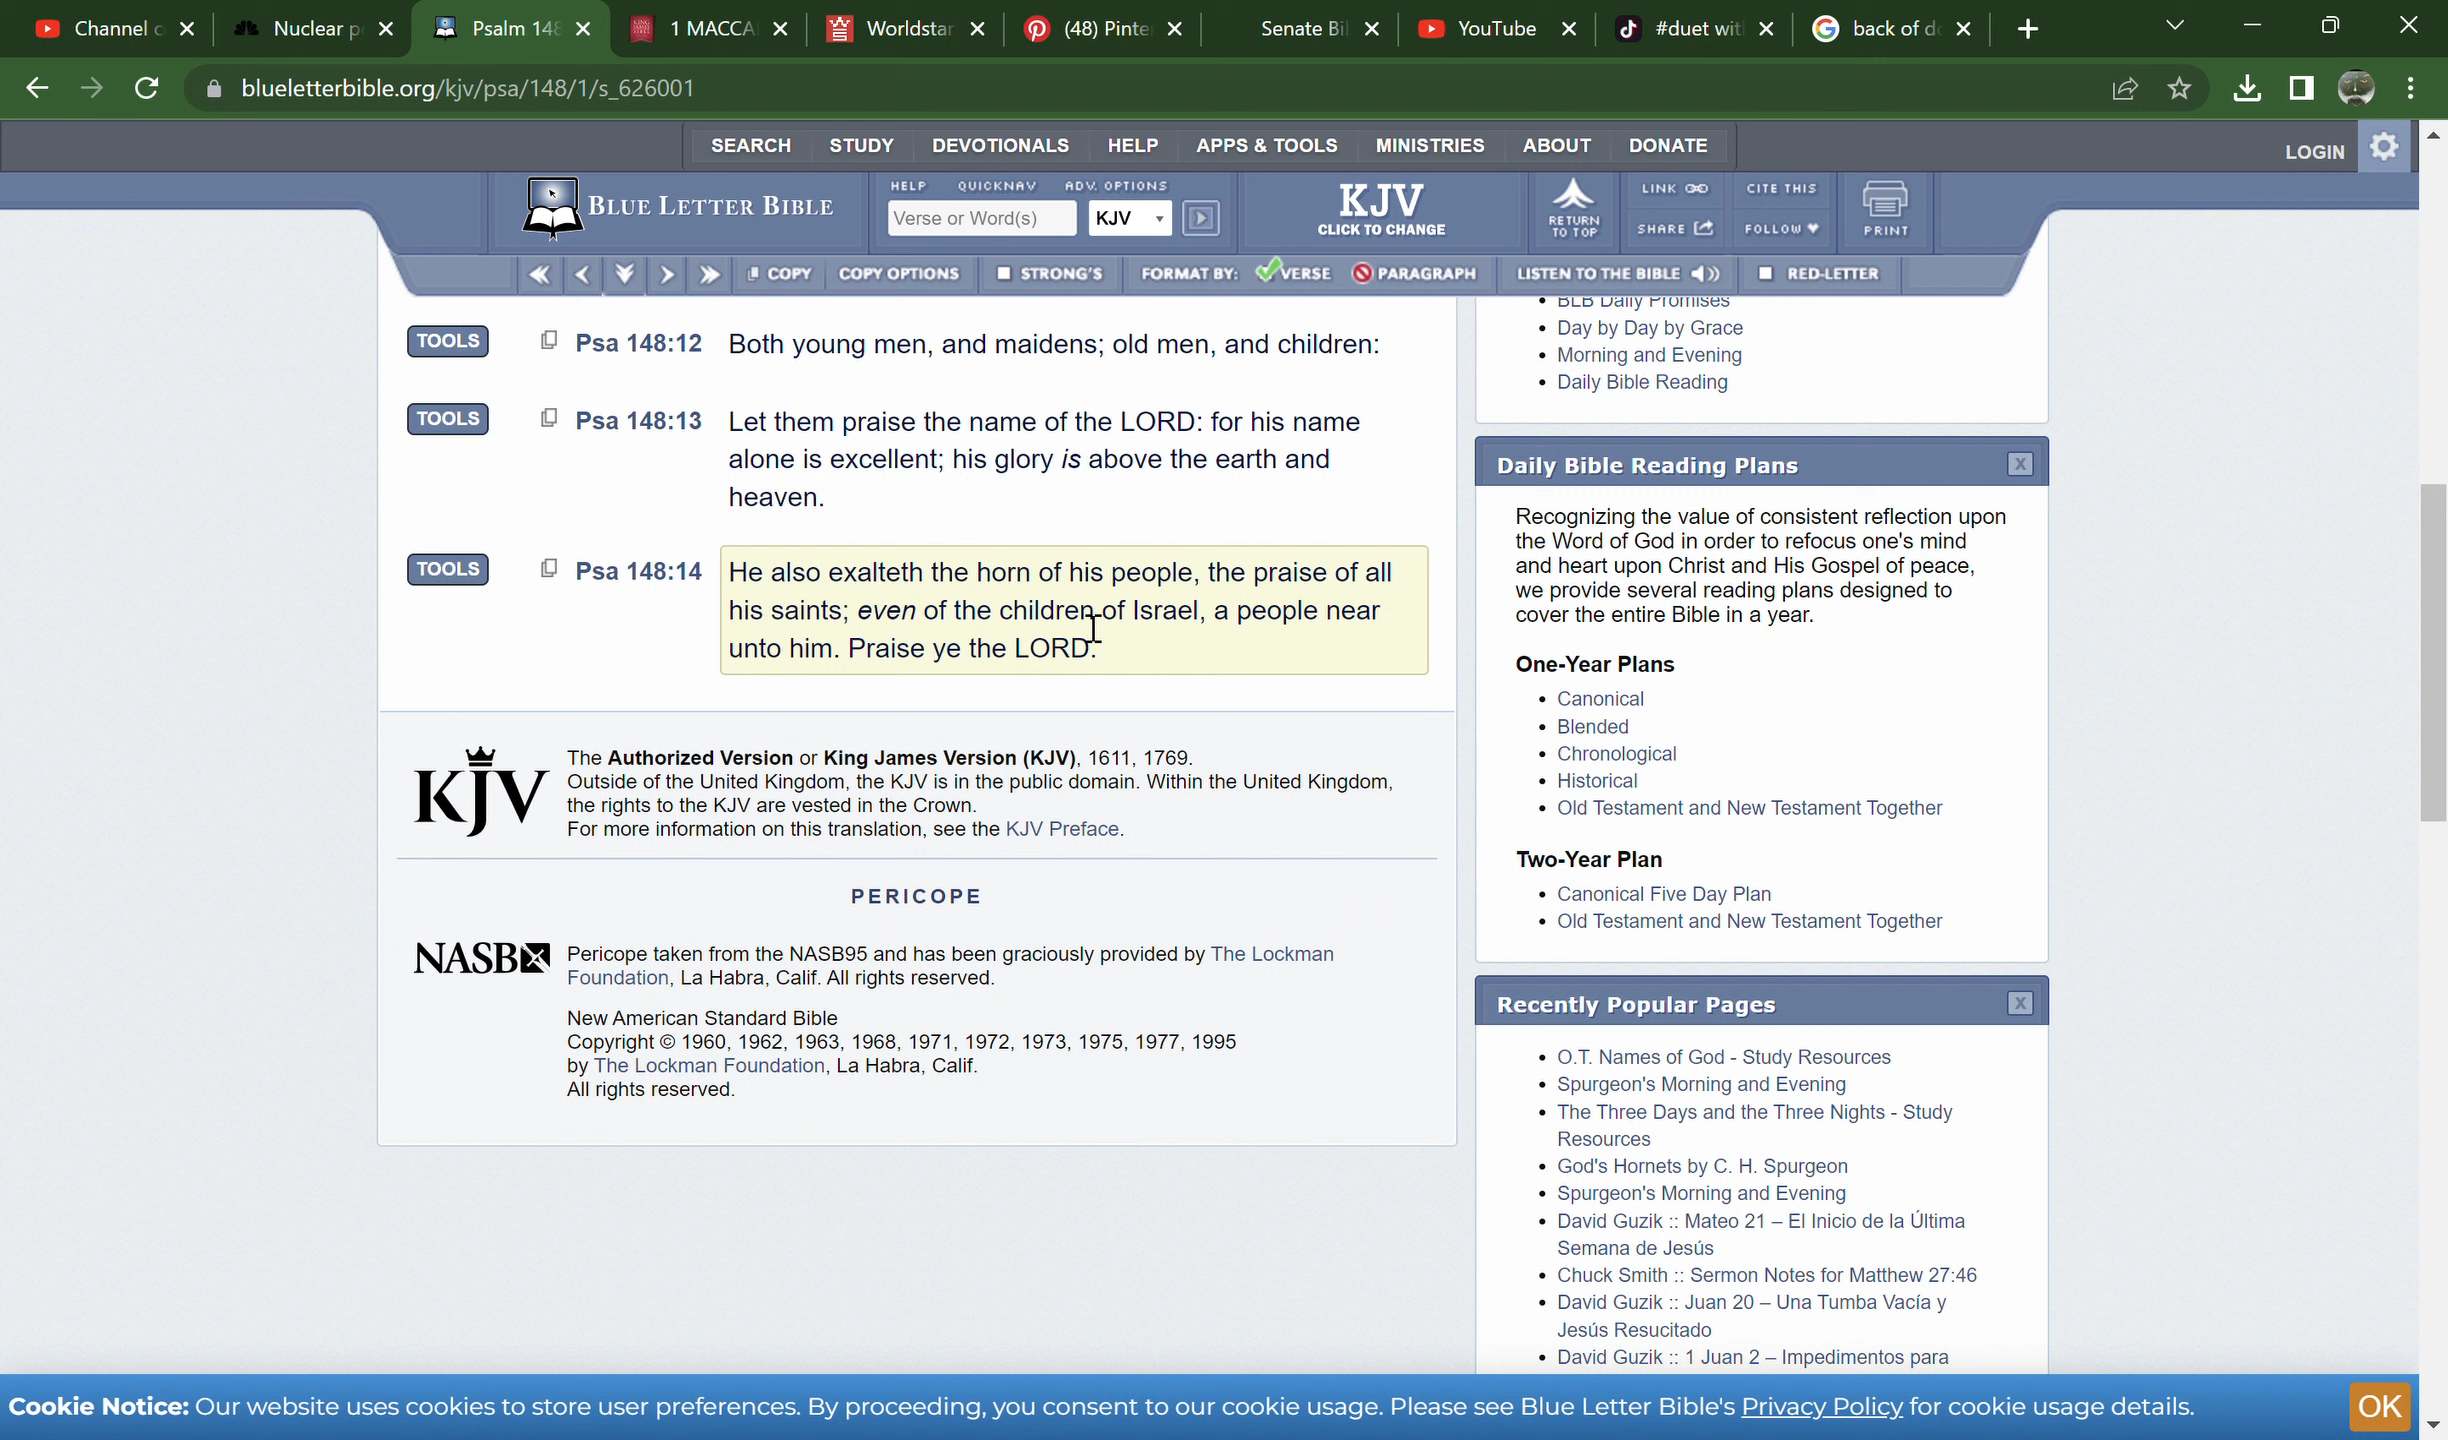 Channel c
Nuclear p
Psalm 148
1 MACCA
Worldstar
(48) Pinte
Senate Bil
YouTube
#duet wit
back of d
blueletterbible.org/kjv/psa/148/1/s_626001
SEARCH STUDY DEVOTIONALS HELP APPS & TOOLS MINISTRIES ABOUT DONATE
LOGIN
BLUE LETTER BIBLE
HELP QUICKNAV ADV. OPTIONS
Verse or Word(s)
KJV
KJV
CLICK TO CHANGE
RETURN
TO TOP
LINK
CITE THIS
SHARE
FOLLOW
PRINT
COPY
COPY OPTIONS
STRONG'S
FORMAT BY: VERSE PARAGRAPH
LISTEN TO THE BIBLE
RED-LETTER
TOOLS
Psa 148:12
Both young men, and maidens; old men, and children:
TOOLS
Psa 148:13
Let them praise the name of the LORD: for his name
alone is excellent; his glory is above the earth and
heaven.
TOOLS
Psa 148:14
He also exalteth the horn of his people, the praise of all
his saints; even of the children of Israel, a people near
unto him. Praise ye the LORD.
KJV
The Authorized Version or King James Version (KJV), 1611, 1769.
Outside of the United Kingdom, the KJV is in the public domain. Within the United Kingdom,
the rights to the KJV are vested in the Crown.
For more information on this translation, see the KJV Preface.
PERICOPE
NASB
Pericope taken from the NASB95 and has been graciously provided by The Lockman
Foundation, La Habra, Calif. All rights reserved.
New American Standard Bible
Copyright © 1960, 1962, 1963, 1968, 1971, 1972, 1973, 1975, 1977, 1995
by The Lockman Foundation, La Habra, Calif.
All rights reserved.
BLB Daily Promises
Day by Day by Grace
Morning and Evening
Daily Bible Reading
Daily Bible Reading Plans
X
Recognizing the value of consistent reflection upon
the Word of God in order to refocus one's mind
and heart upon Christ and His Gospel of peace,
we provide several reading plans designed to
cover the entire Bible in a year.
One-Year Plans
Canonical
Blended
Chronological
Historical
Old Testament and New Testament Together
Two-Year Plan
Canonical Five Day Plan
Old Testament and New Testament Together
Recently Popular Pages
X
O.T. Names of God - Study Resources
Spurgeon's Morning and Evening
The Three Days and the Three Nights - Study
Resources
God's Hornets by C. H. Spurgeon
Spurgeon's Morning and Evening
David Guzik :: Mateo 21 – El Inicio de la Última
Semana de Jesús
Chuck Smith :: Sermon Notes for Matthew 27:46
David Guzik :: Juan 20 – Una Tumba Vacía y
Jesús Resucitado
David Guzik :: 1 Juan 2 – Impedimentos para
Cookie Notice: Our website uses cookies to store user preferences. By proceeding, you consent to our cookie usage. Please see Blue Letter Bible's Privacy Policy for cookie usage details.
OK